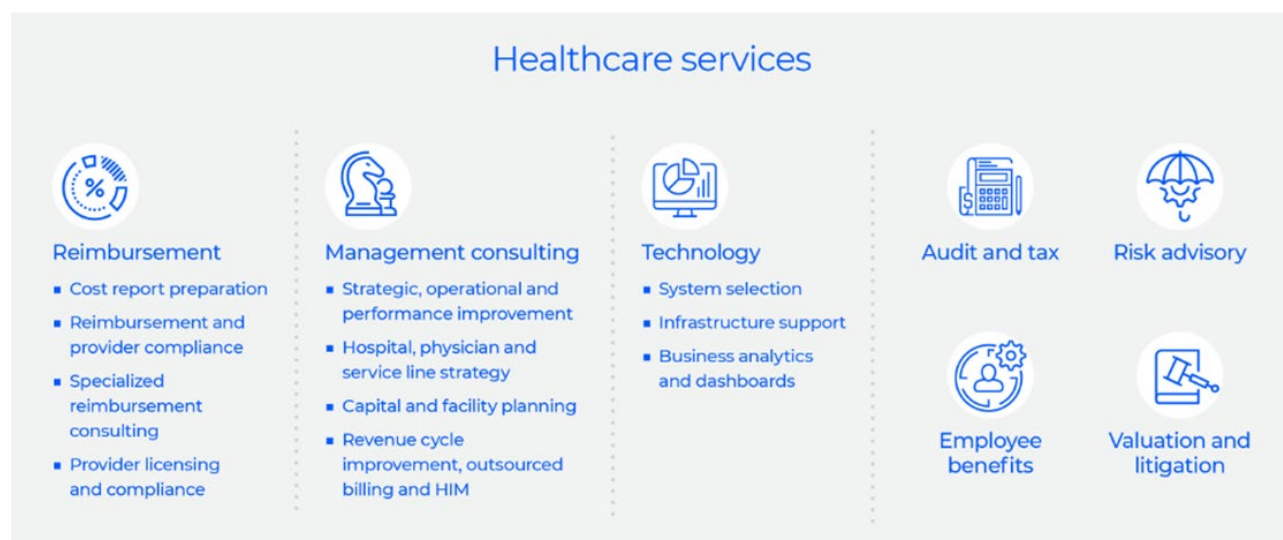 Healthcare services
Reimbursement
▪ Cost report preparation
▪ Reimbursement and
provider compliance
▪ Specialized
reimbursement
consulting
▪ Provider licensing
and compliance
Management consulting
▪ Strategic, operational and
performance improvement
▪ Hospital, physician and
service line strategy
▪ Capital and facility planning
▪ Revenue cycle
improvement, outsourced
billing and HIM
Technology
▪ System selection
▪ Infrastructure support
▪ Business analytics
and dashboards
Audit and tax
Risk advisory
Employee
benefits
Valuation and
litigation